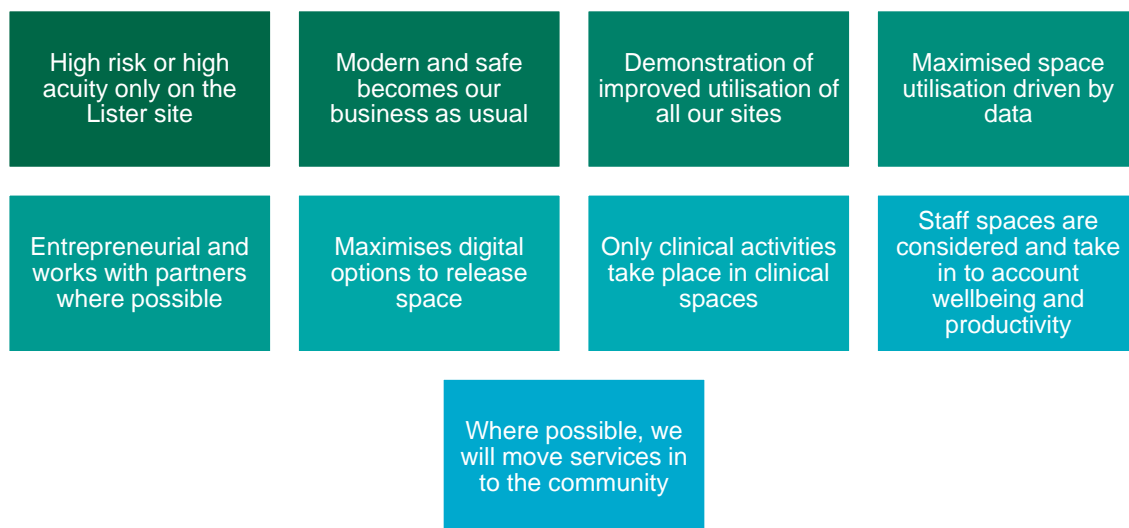 High risk or high
acuity only on the
Lister site
Modern and safe
becomes our
business as usual
Demonstration of
improved utilisation of
all our sites
Maximised space
utilisation driven by
data
Entrepreneurial and
works with partners
where possible
Maximises digital
options to release
space
Only clinical activities
take place in clinical
spaces
Staff spaces are
considered and take
in to account
wellbeing and
productivity
Where possible, we
will move services in
to the community